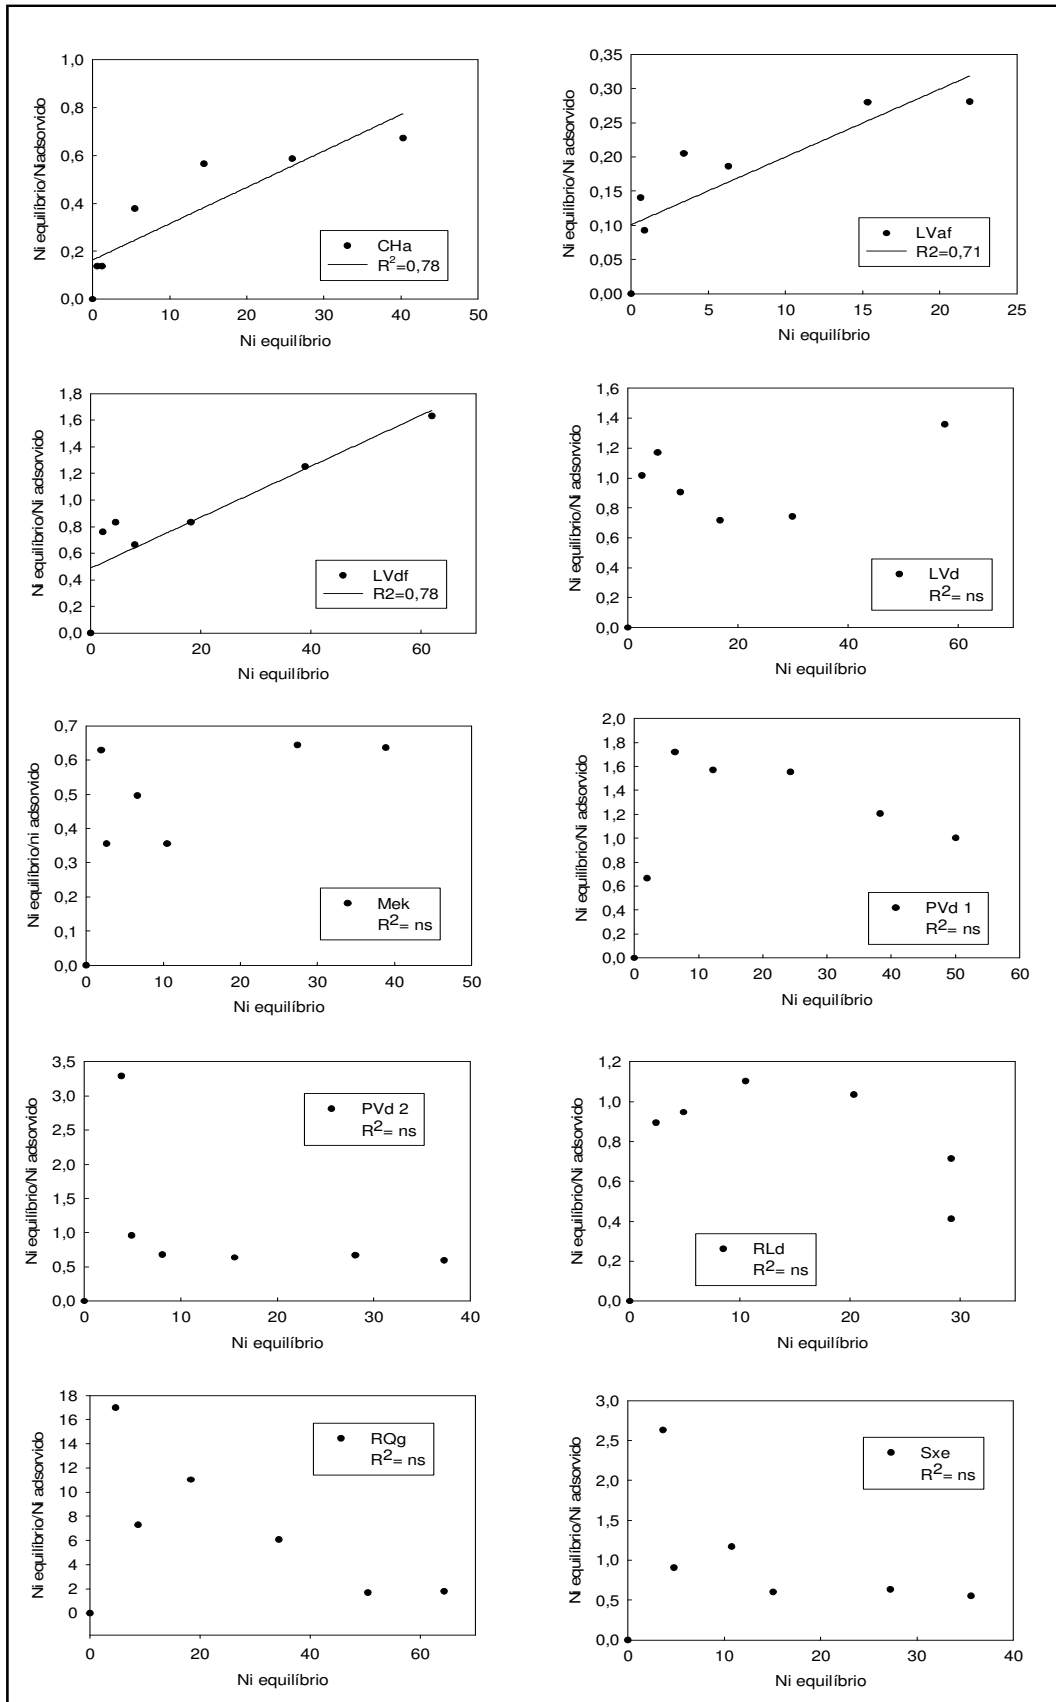 1,0
0,8
0,6
0,4
0,2
0,0
0 10 20 30 40 50
Ni equilíbrio
Ni equilíbrio/Ni adsorvido
CHa
R²=0,78
0,35
0,30
0,25
0,20
0,15
0,10
0,05
0,00
0 5 10 15 20 25
Ni equilíbrio
Ni equilíbrio/Ni adsorvido
LVaf
R2=0,71
1,8
1,6
1,4
1,2
1,0
0,8
0,6
0,4
0,2
0,0
0 20 40 60
Ni equilíbrio
Ni equilíbrio/Ni adsorvido
LVdf
R2=0,78
1,6
1,4
1,2
1,0
0,8
0,6
0,4
0,2
0,0
0 20 40 60
Ni equilíbrio
Ni equilíbrio/Ni adsorvido
LVd
R²= ns
0,7
0,6
0,5
0,4
0,3
0,2
0,1
0,0
0 10 20 30 40 50
Ni equilíbrio
Ni equilíbrio/ni adsorvido
Mek
R²= ns
2,0
1,8
1,6
1,4
1,2
1,0
0,8
0,6
0,4
0,2
0,0
0 10 20 30 40 50 60
Ni equilíbrio
Ni equilíbrio/Ni adsorvido
PVd 1
R²= ns
3,5
3,0
2,5
2,0
1,5
1,0
0,5
0,0
0 10 20 30 40
Ni equilíbrio
Ni equilíbrio/Ni adsorvido
PVd 2
R²= ns
1,2
1,0
0,8
0,6
0,4
0,2
0,0
0 10 20 30
Ni equilíbrio
Ni equilíbrio/Ni adsorvido
RLd
R²= ns
18
16
14
12
10
8
6
4
2
0
0 20 40 60
Ni equilíbrio
Ni equilíbrio/Ni adsorvido
RQg
R²= ns
3,0
2,5
2,0
1,5
1,0
0,5
0,0
0 10 20 30 40
Ni equilíbrio
Ni equilíbrio/Ni adsorvido
Sxe
R²= ns